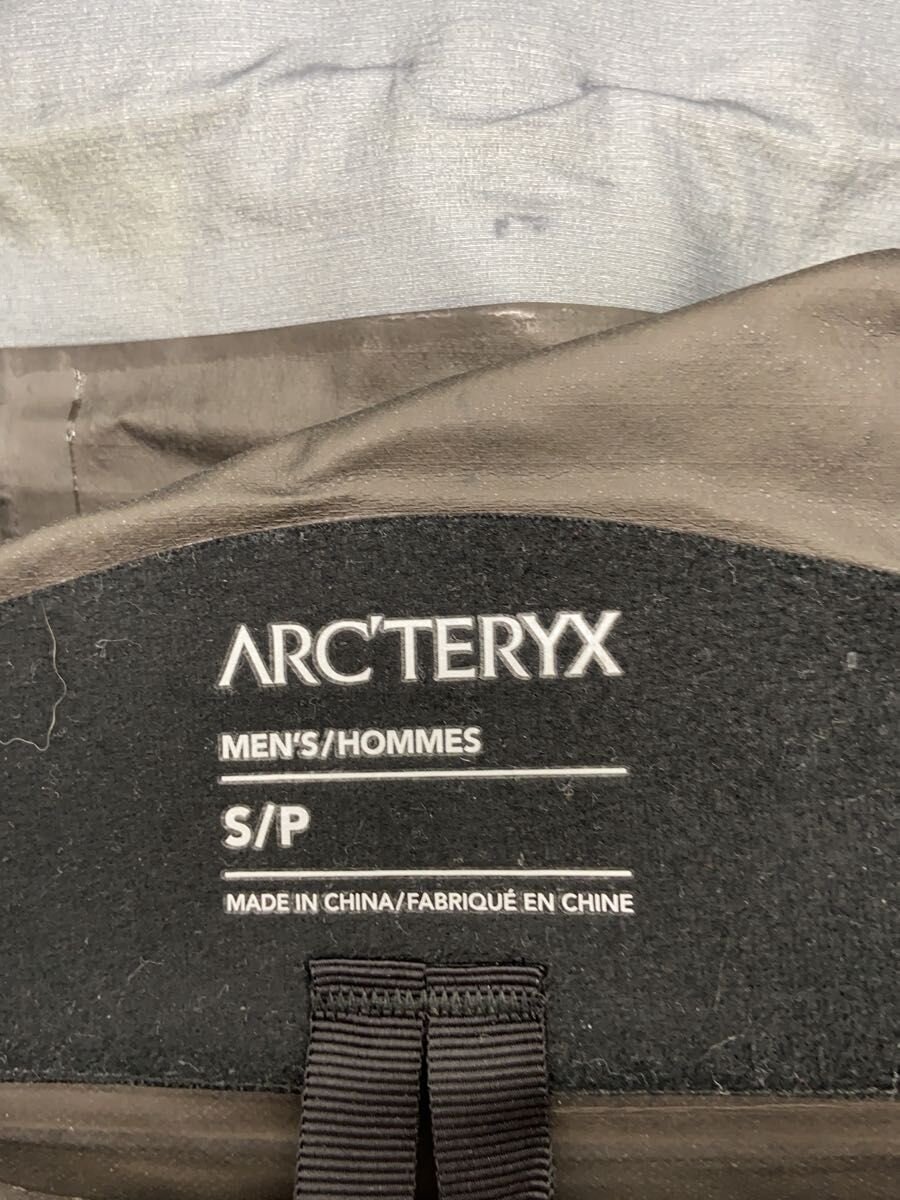 ARC'TERYX
MEN'S/HOMMES
S/P
MADE IN CHINA/FABRIQUÉ EN CHINE